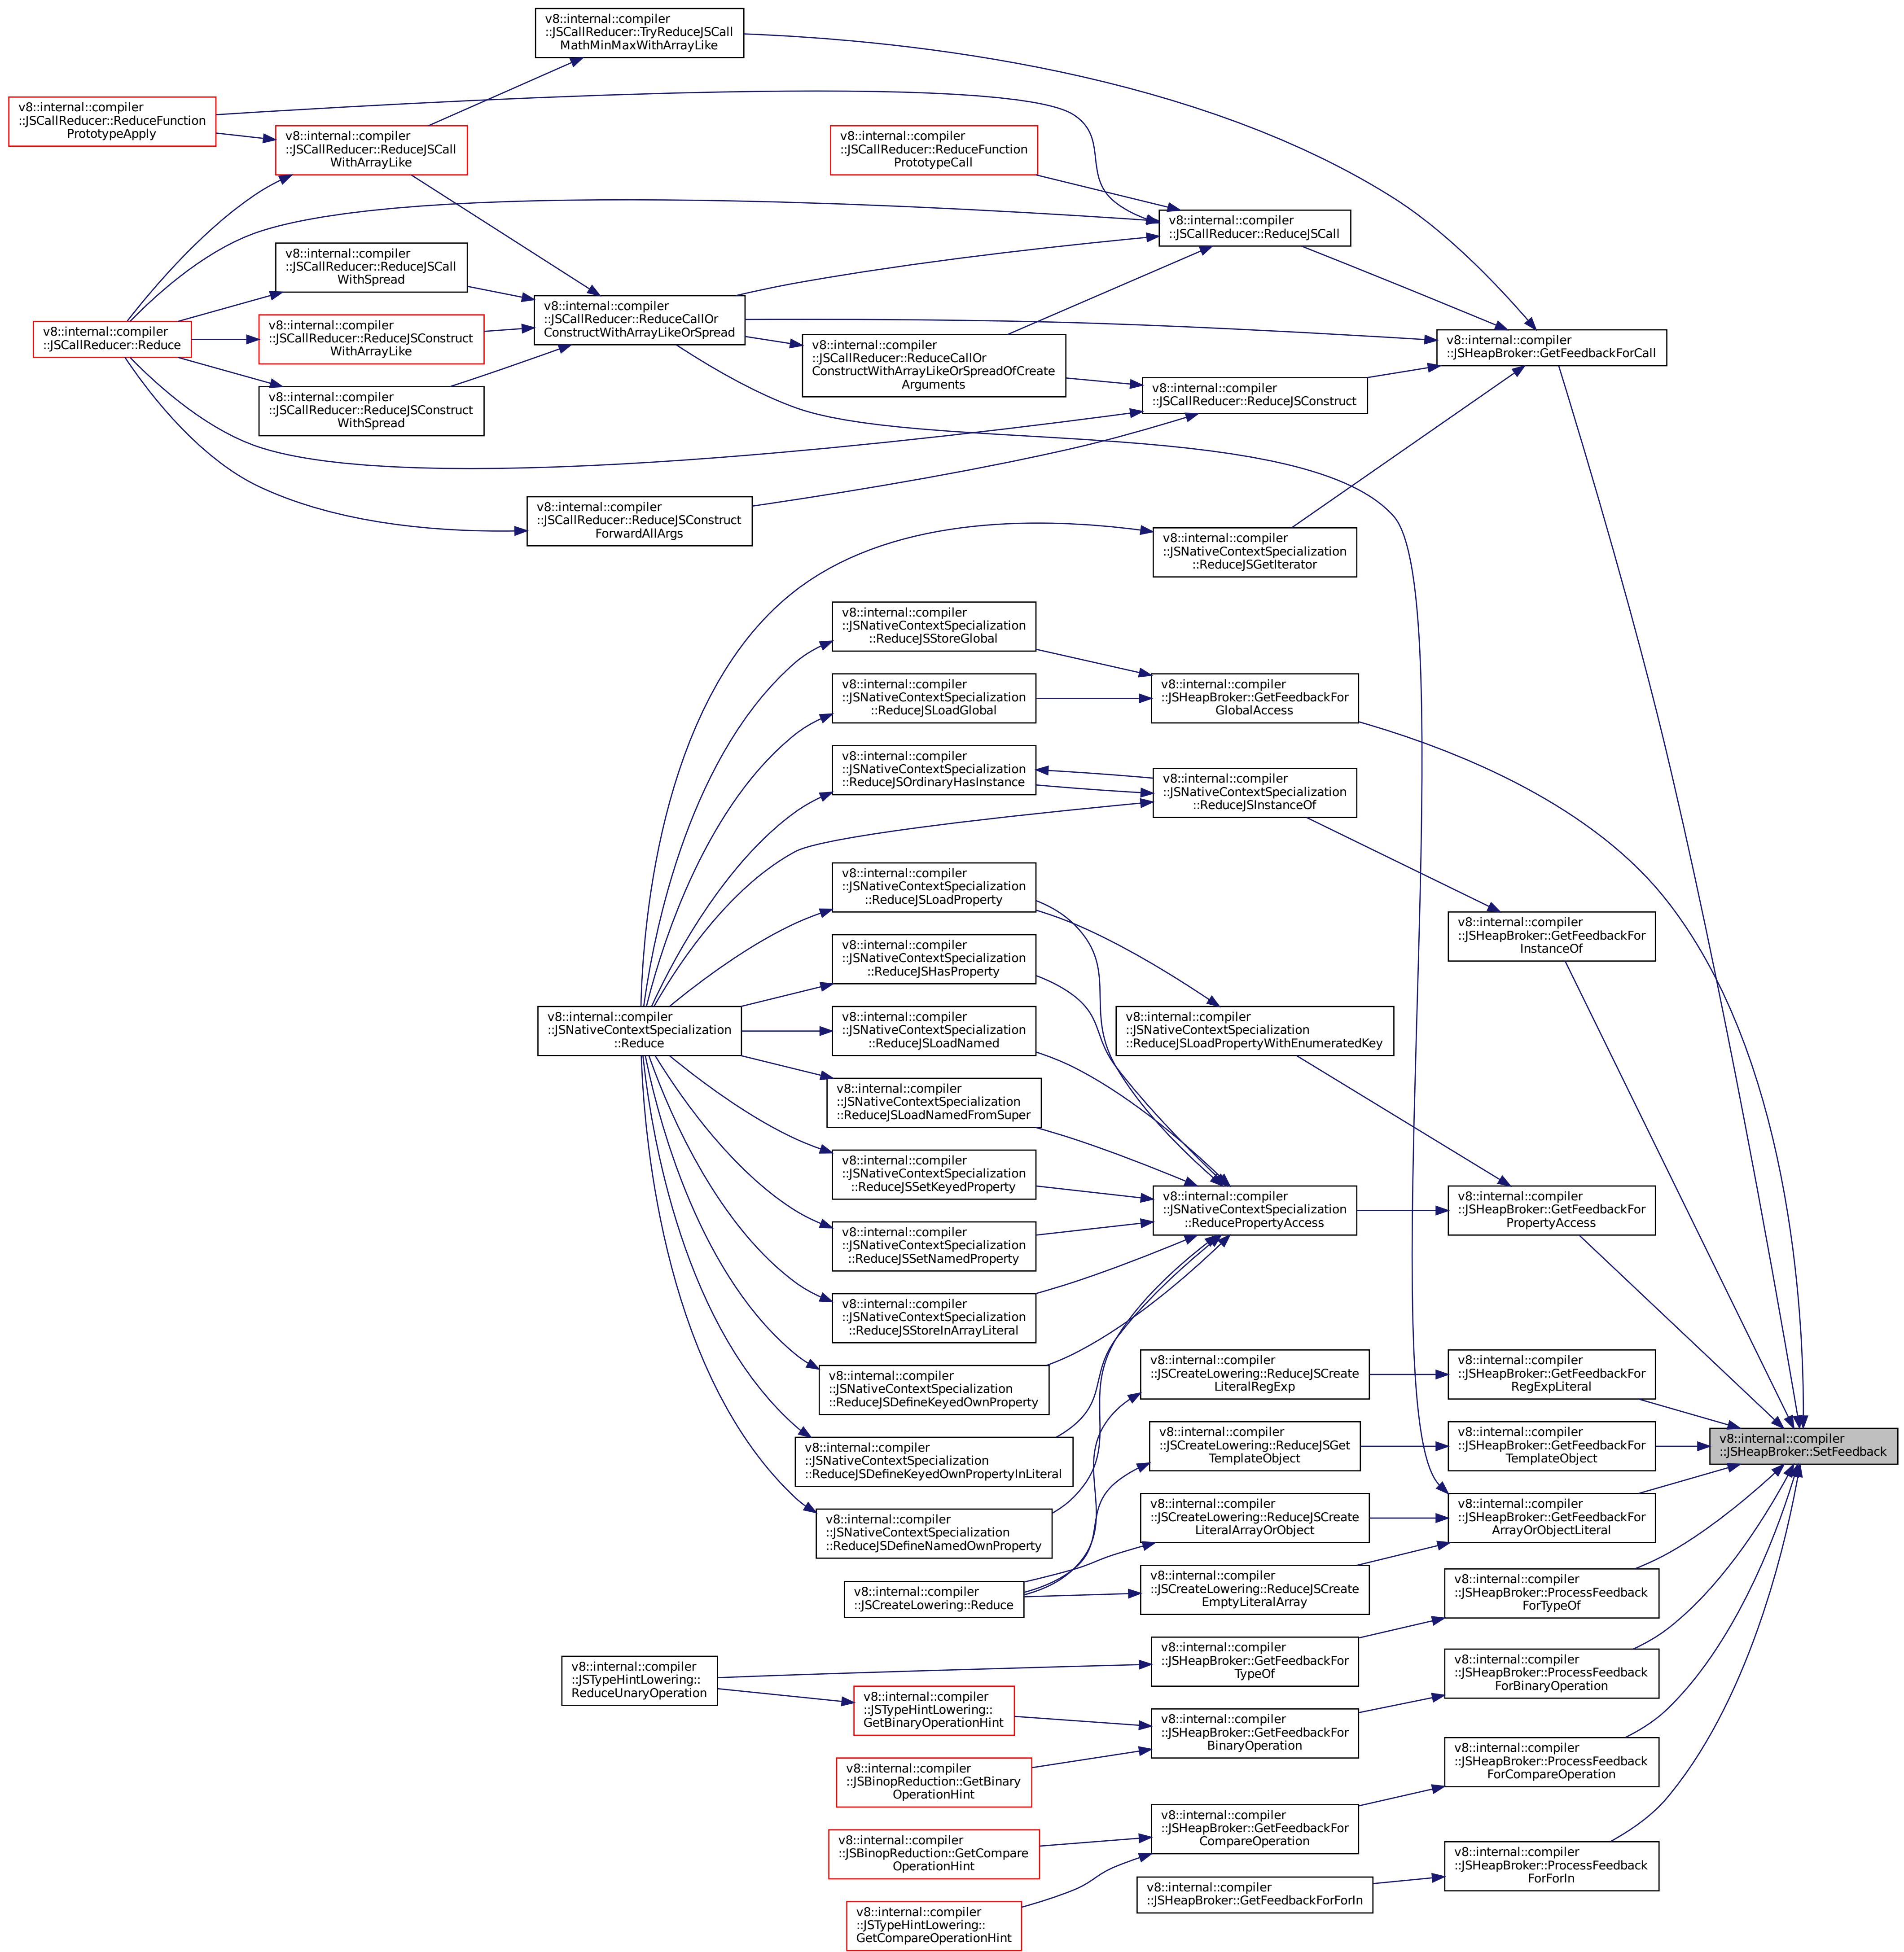 v8::internal::compiler
::JSCallReducer::TryReduceJSCall
MathMinMaxWithArrayLike
v8::internal::compiler
::JSCallReducer::ReduceFunction
PrototypeApply
v8::internal::compiler
::JSCallReducer::ReduceJSCall
WithArrayLike
v8::internal::compiler
::JSCallReducer::ReduceFunction
PrototypeCall
v8::internal::compiler
::JSCallReducer::ReduceJSCall
v8::internal::compiler
::JSCallReducer::ReduceJSCall
WithSpread
v8::internal::compiler
::JSCallReducer::ReduceCallOr
ConstructWithArrayLikeOrSpread
v8::internal::compiler
::JSCallReducer::Reduce
v8::internal::compiler
::JSCallReducer::ReduceJSConstruct
WithArrayLike
v8::internal::compiler
::JSCallReducer::ReduceCallOr
ConstructWithArrayLikeOrSpreadOfCreate
Arguments
v8::internal::compiler
::JSHeapBroker::GetFeedbackForCall
v8::internal::compiler
::JSCallReducer::ReduceJSConstruct
v8::internal::compiler
::JSCallReducer::ReduceJSConstruct
WithSpread
v8::internal::compiler
::JSCallReducer::ReduceJSConstruct
ForwardAllArgs
v8::internal::compiler
::JSNativeContextSpecialization
::ReduceJSGetIterator
v8::internal::compiler
::JSNativeContextSpecialization
::ReduceJSStoreGlobal
v8::internal::compiler
::JSNativeContextSpecialization
::ReduceJSLoadGlobal
v8::internal::compiler
::JSHeapBroker::GetFeedbackFor
GlobalAccess
v8::internal::compiler
::JSNativeContextSpecialization
::ReduceJSOrdinaryHasInstance
v8::internal::compiler
::JSNativeContextSpecialization
::ReduceJSInstanceOf
v8::internal::compiler
::JSNativeContextSpecialization
::ReduceJSLoadProperty
v8::internal::compiler
::JSHeapBroker::GetFeedbackFor
InstanceOf
v8::internal::compiler
::JSNativeContextSpecialization
::ReduceJSHasProperty
v8::internal::compiler
::JSNativeContextSpecialization
::Reduce
v8::internal::compiler
::JSNativeContextSpecialization
::ReduceJSLoadNamed
v8::internal::compiler
::JSNativeContextSpecialization
::ReduceJSLoadPropertyWithEnumeratedKey
v8::internal::compiler
::JSNativeContextSpecialization
::ReduceJSLoadNamedFromSuper
v8::internal::compiler
::JSNativeContextSpecialization
::ReduceJSSetKeyedProperty
v8::internal::compiler
::JSNativeContextSpecialization
::ReducePropertyAccess
v8::internal::compiler
::JSHeapBroker::GetFeedbackFor
PropertyAccess
v8::internal::compiler
::JSNativeContextSpecialization
::ReduceJSSetNamedProperty
v8::internal::compiler
::JSNativeContextSpecialization
::ReduceJSStoreInArrayLiteral
v8::internal::compiler
::JSNativeContextSpecialization
::ReduceJSDefineKeyedOwnProperty
v8::internal::compiler
::JSCreateLowering::ReduceJSCreate
LiteralRegExp
v8::internal::compiler
::JSHeapBroker::GetFeedbackFor
RegExpLiteral
v8::internal::compiler
::JSNativeContextSpecialization
::ReduceJSDefineKeyedOwnPropertyInLiteral
v8::internal::compiler
::JSCreateLowering::ReduceJSGet
TemplateObject
v8::internal::compiler
::JSHeapBroker::GetFeedbackFor
TemplateObject
v8::internal::compiler
::JSHeapBroker::SetFeedback
v8::internal::compiler
::JSNativeContextSpecialization
::ReduceJSDefineNamedOwnProperty
v8::internal::compiler
::JSCreateLowering::ReduceJSCreate
LiteralArrayOrObject
v8::internal::compiler
::JSHeapBroker::GetFeedbackFor
ArrayOrObjectLiteral
v8::internal::compiler
::JSCreateLowering::Reduce
v8::internal::compiler
::JSCreateLowering::ReduceJSCreate
EmptyLiteralArray
v8::internal::compiler
::JSHeapBroker::ProcessFeedback
ForTypeOf
v8::internal::compiler
::JSTypeHintLowering::
ReduceUnaryOperation
v8::internal::compiler
::JSHeapBroker::GetFeedbackFor
TypeOf
v8::internal::compiler
::JSHeapBroker::ProcessFeedback
ForBinaryOperation
v8::internal::compiler
::JSTypeHintLowering::
GetBinaryOperationHint
v8::internal::compiler
::JSHeapBroker::GetFeedbackFor
BinaryOperation
v8::internal::compiler
::JSBinopReduction::GetBinary
OperationHint
v8::internal::compiler
::JSHeapBroker::ProcessFeedback
ForCompareOperation
v8::internal::compiler
::JSBinopReduction::GetCompare
OperationHint
v8::internal::compiler
::JSHeapBroker::GetFeedbackFor
CompareOperation
v8::internal::compiler
::JSHeapBroker::ProcessFeedback
ForForIn
v8::internal::compiler
::JSHeapBroker::GetFeedbackForForIn
v8::internal::compiler
::JSTypeHintLowering::
GetCompareOperationHint